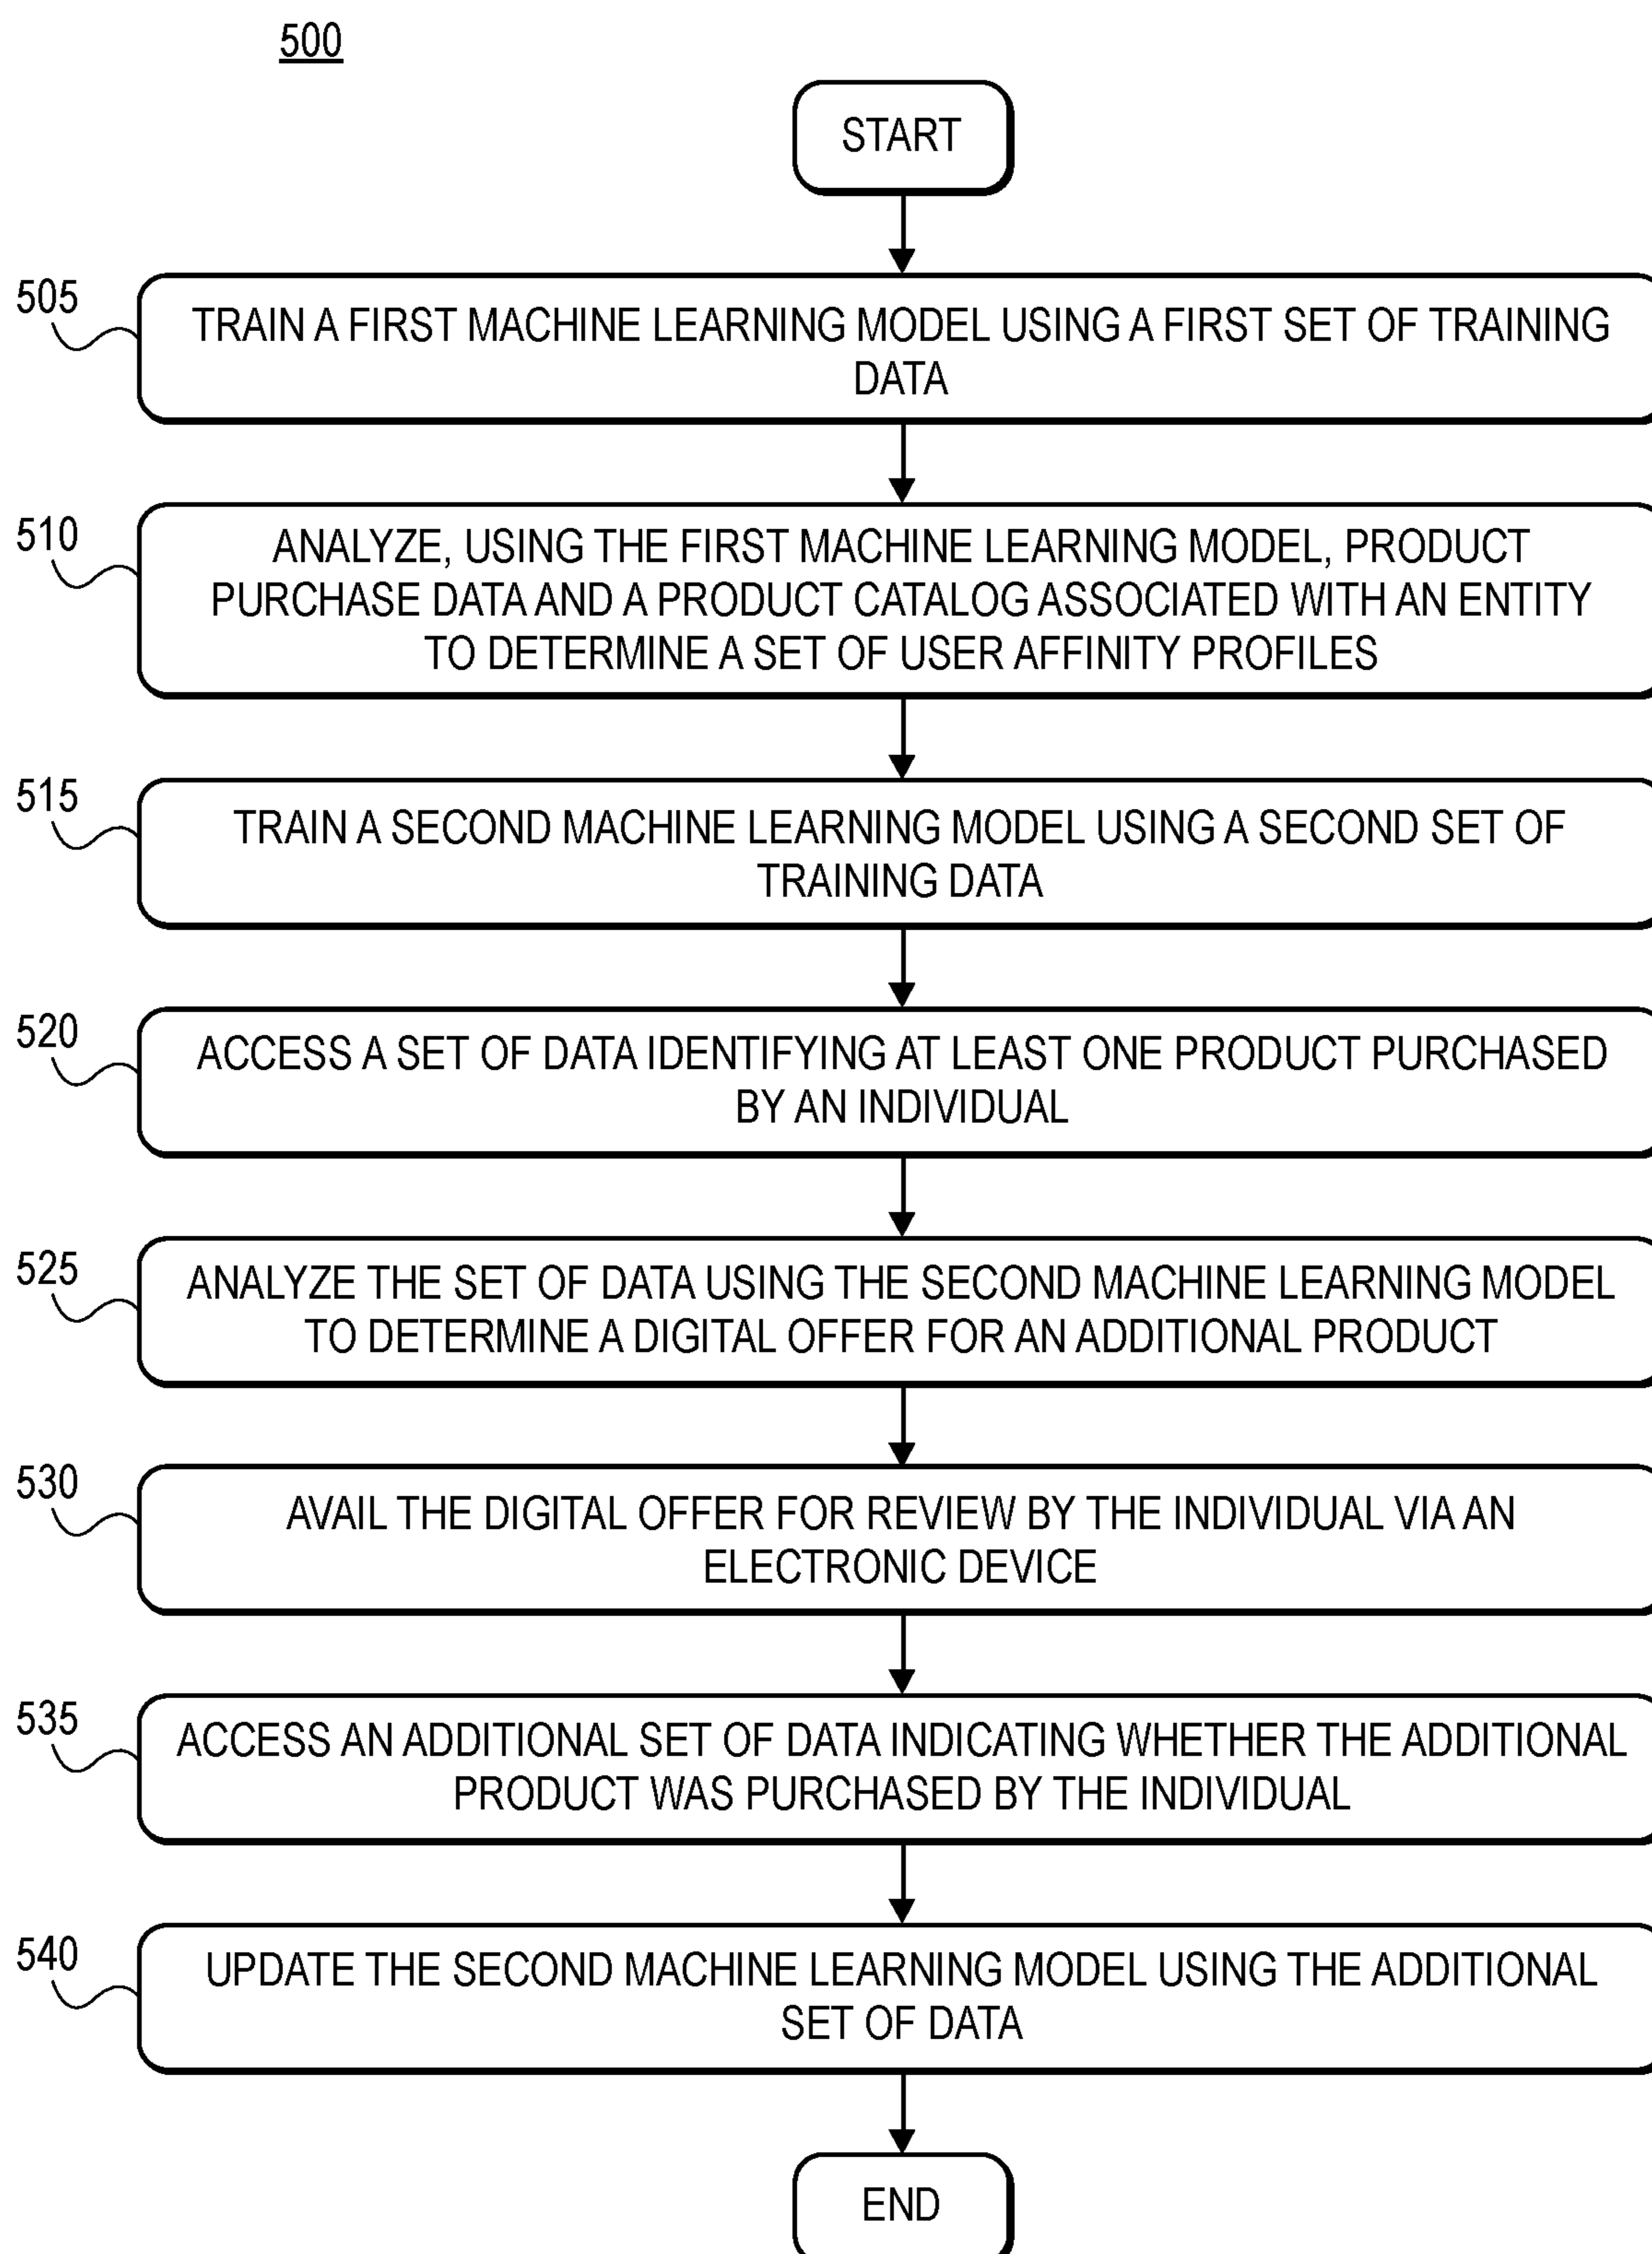 500
START
505
TRAIN A FIRST MACHINE LEARNING MODEL USING A FIRST SET OF TRAINING
DATA
510
ANALYZE, USING THE FIRST MACHINE LEARNING MODEL, PRODUCT
PURCHASE DATA AND A PRODUCT CATALOG ASSOCIATED WITH AN ENTITY
TO DETERMINE A SET OF USER AFFINITY PROFILES
515
TRAIN A SECOND MACHINE LEARNING MODEL USING A SECOND SET OF
TRAINING DATA
520
ACCESS A SET OF DATA IDENTIFYING AT LEAST ONE PRODUCT PURCHASED
BY AN INDIVIDUAL
525
ANALYZE THE SET OF DATA USING THE SECOND MACHINE LEARNING MODEL
TO DETERMINE A DIGITAL OFFER FOR AN ADDITIONAL PRODUCT
530
AVAIL THE DIGITAL OFFER FOR REVIEW BY THE INDIVIDUAL VIA AN
ELECTRONIC DEVICE
535
ACCESS AN ADDITIONAL SET OF DATA INDICATING WHETHER THE ADDITIONAL
PRODUCT WAS PURCHASED BY THE INDIVIDUAL
540
UPDATE THE SECOND MACHINE LEARNING MODEL USING THE ADDITIONAL
SET OF DATA
END